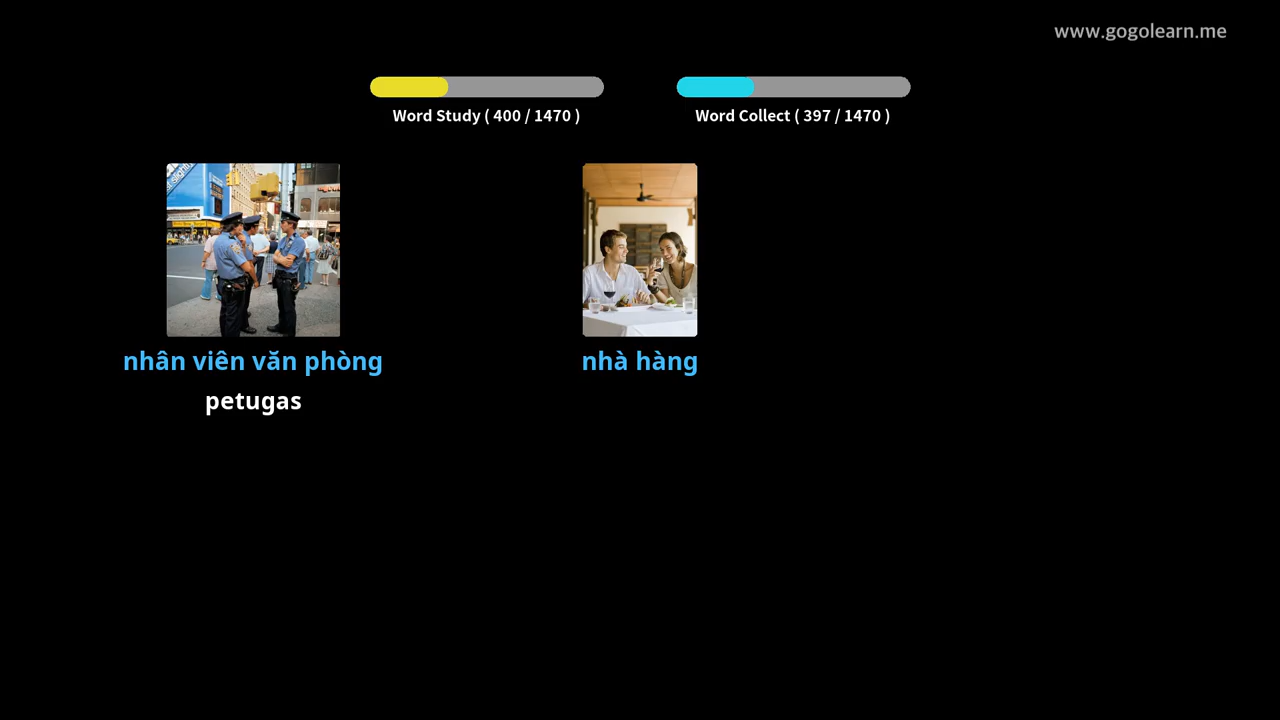 www.gogolearn.me
Word Study ( 400 / 1470 )
Word Collect ( 397 / 1470 )
nhân viên văn phòng
petugas
nhà hàng